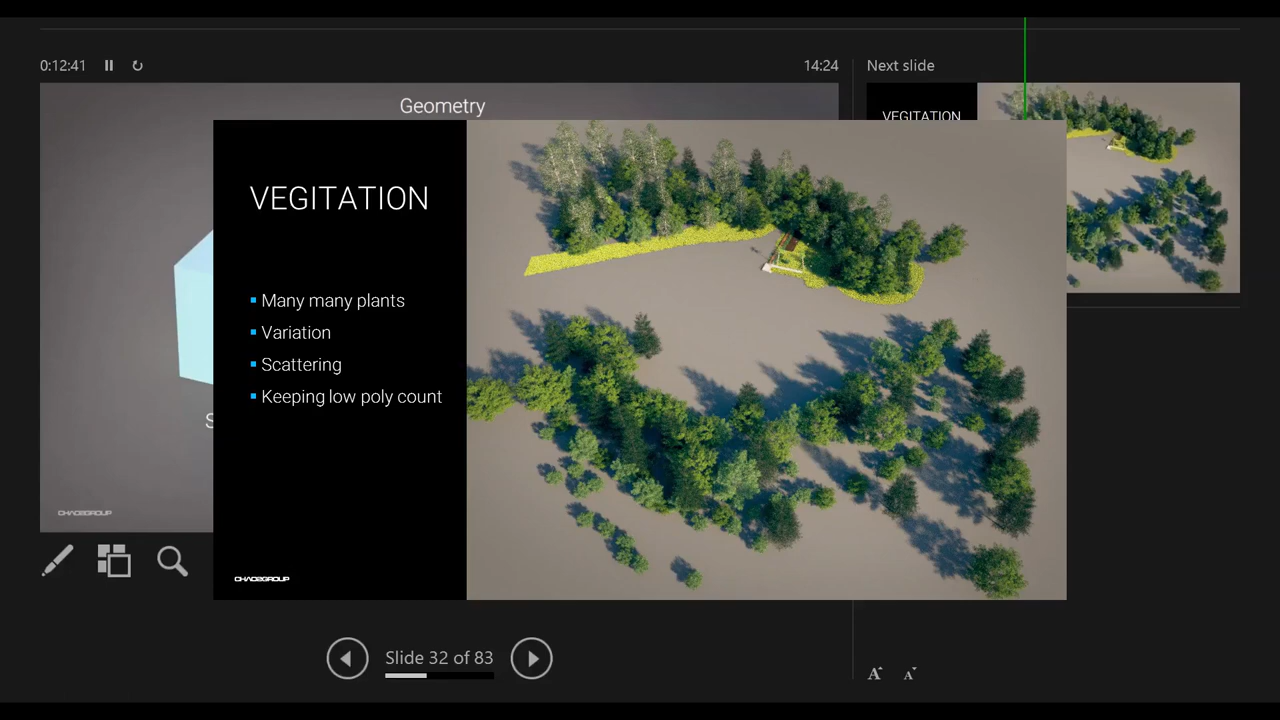 0:12:41
14:24
Next slide
Geometry
VEGITATION
VEGITATION
Many many plants
Variation
Scattering
Keeping low poly count
S
CHAOSGROUP
CHAOSGROUP
Slide 32 of 83
A
A